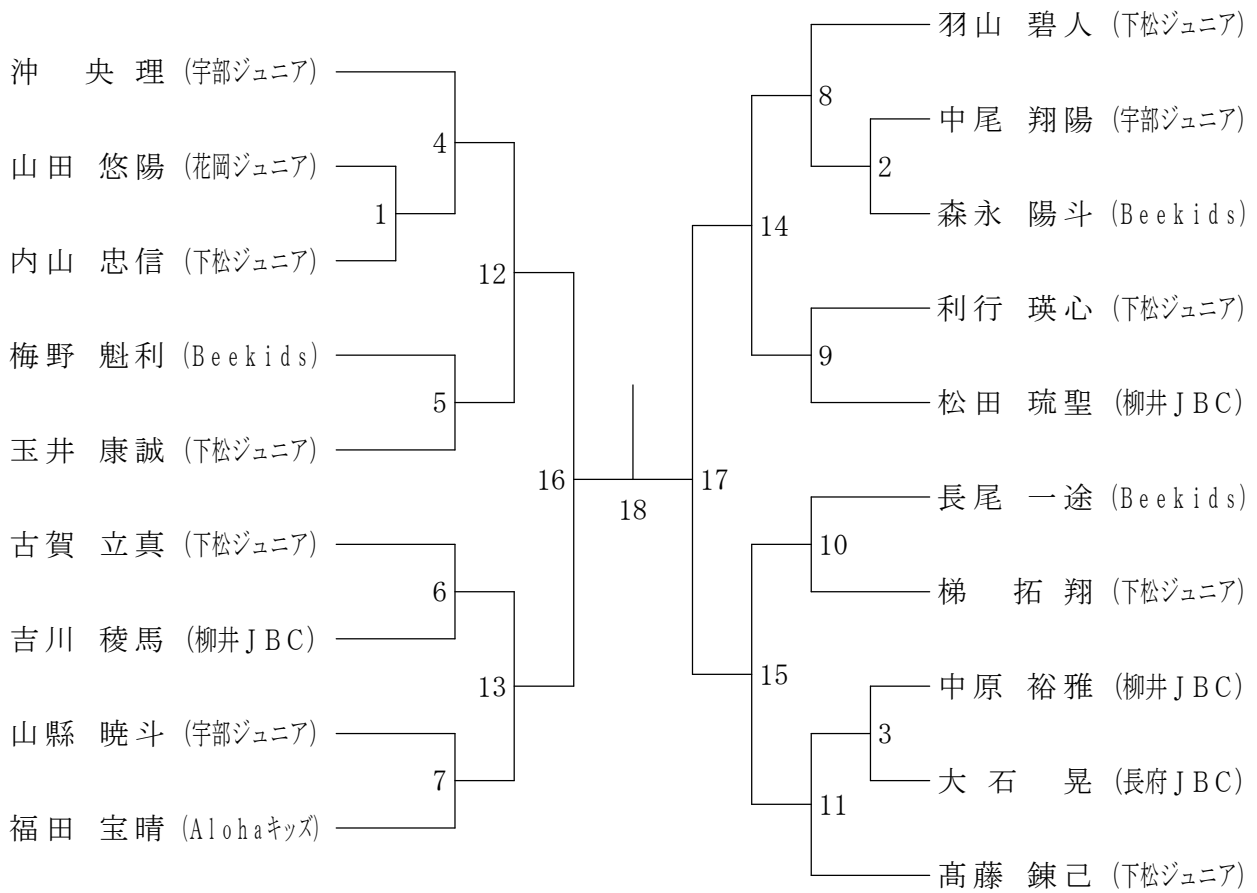 沖 央理 (宇部ジュニア)
山田 悠陽 (花岡ジュニア)
内山 忠信 (下松ジュニア)
梅野 魁利 (Beekids)
玉井 康誠 (下松ジュニア)
古賀 立真 (下松ジュニア)
吉川 稜馬 (柳井JBC)
山縣 暁斗 (宇部ジュニア)
福田 宝晴 (Alohaキッズ)
1
4
5
6
7
12
13
16
18
17
14
15
8
2
9
10
3
11
羽山 碧人 (下松ジュニア)
中尾 翔陽 (宇部ジュニア)
森永 陽斗 (Beekids)
利行 瑛心 (下松ジュニア)
松田 琉聖 (柳井JBC)
長尾 一途 (Beekids)
梯 拓翔 (下松ジュニア)
中原 裕雅 (柳井JBC)
大石 晃 (長府JBC)
髙藤 錬己 (下松ジュニア)